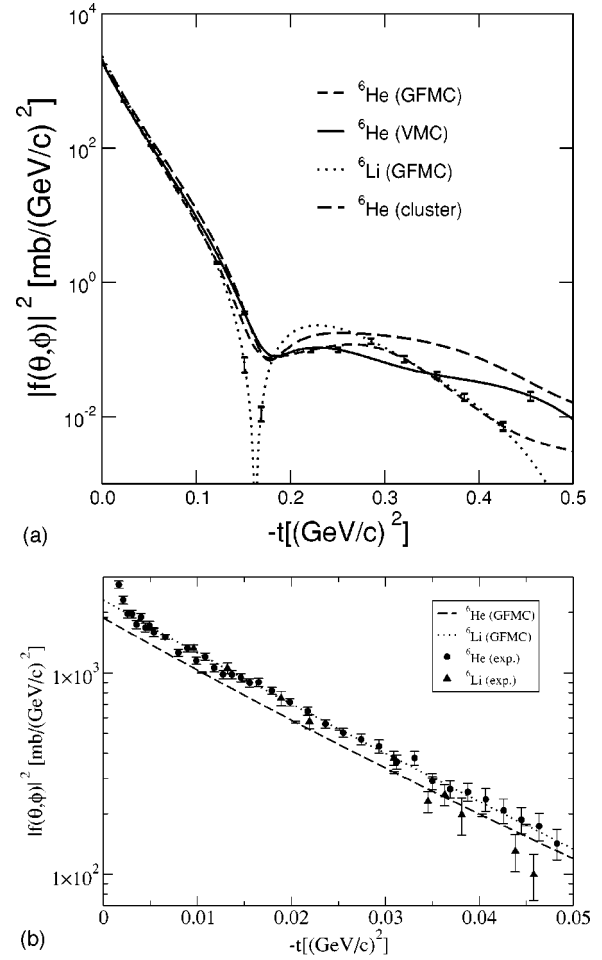 10^4
10^2
10^0
10^-2
|f(θ,ϕ)|^2 [mb/(GeV/c)^2]
^6He (GFMC)
^6He (VMC)
^6Li (GFMC)
^6He (cluster)
0.0 0.1 0.2 0.3 0.4 0.5
-t[(GeV/c)^2]
(a)
1×10^3
1×10^2
|f(θ,ϕ)|^2 [mb/(GeV/c)^2]
^6He (GFMC)
^6Li (GFMC)
^6He (exp.)
^6Li (exp.)
0 0.01 0.02 0.03 0.04 0.05
-t[(GeV/c)^2]
(b)